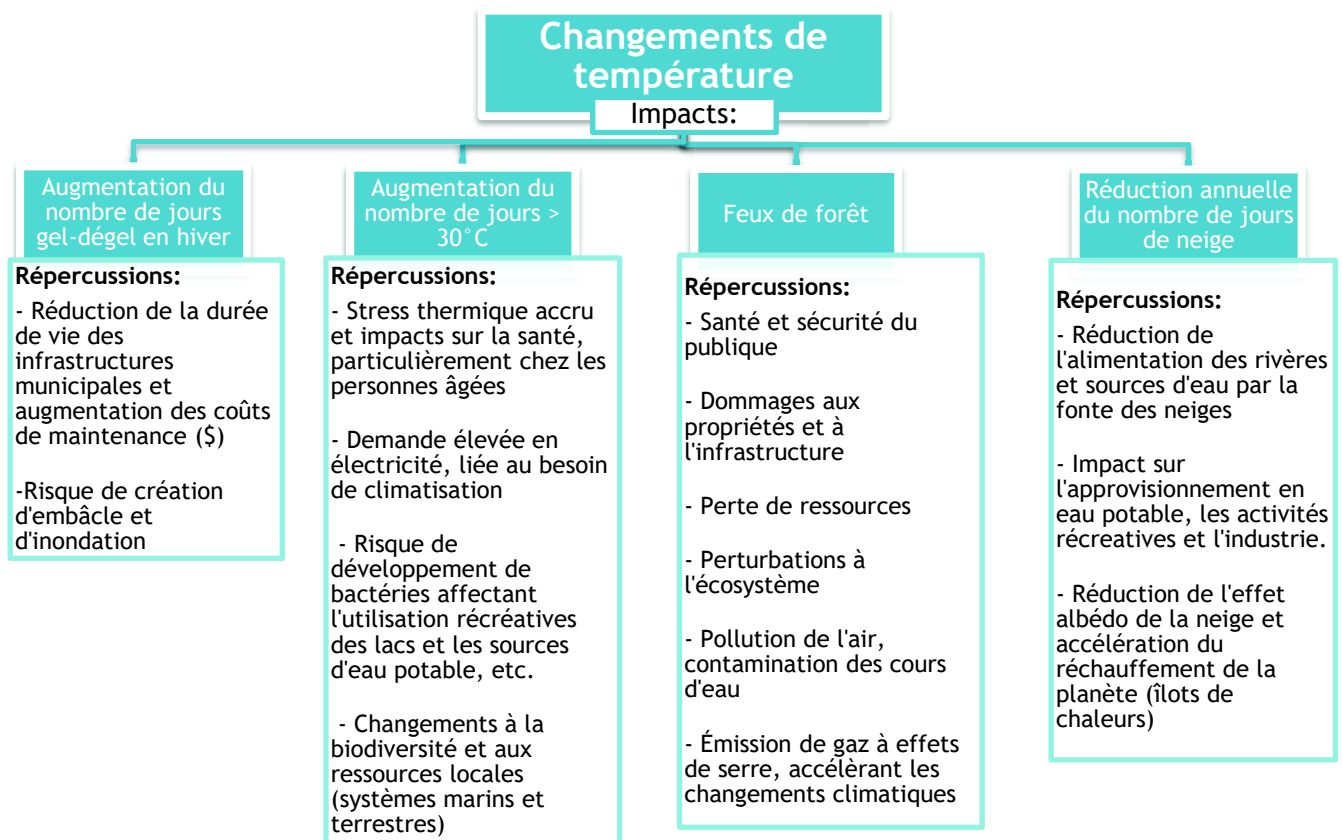 Changements de
température
Impacts:
Augmentation du
nombre de jours
gel-dégel en hiver
Répercussions:
- Réduction de la durée
de vie des
infrastructures
municipales et
augmentation des coûts
de maintenance ($)
-Risque de création
d'embâcle et
d'inondation
Augmentation du
nombre de jours >
30°C
Répercussions:
- Stress thermique accru
et impacts sur la santé,
particulièrement chez les
personnes âgées
- Demande élevée en
électricité, liée au besoin
de climatisation
- Risque de
développement de
bactéries affectant
l'utilisation récréatives
des lacs et les sources
d'eau potable, etc.
- Changements à la
biodiversité et aux
ressources locales
(systèmes marins et
terrestres)
Feux de forêt
Répercussions:
- Santé et sécurité du
publique
- Dommages aux
propriétés et à
l'infrastructure
- Perte de ressources
- Perturbations à
l'écosystème
- Pollution de l'air,
contamination des cours
d'eau
- Émission de gaz à effets
de serre, accélèrant les
changements climatiques
Réduction annuelle
du nombre de jours
de neige
Répercussions:
- Réduction de
l'alimentation des rivères
et sources d'eau par la
fonte des neiges
- Impact sur
l'approvisionnement en
eau potable, les activités
récreatives et l'industrie.
- Réduction de l'effet
albédo de la neige et
accélération du
réchauffement de la
planète (îlots de
chaleurs)